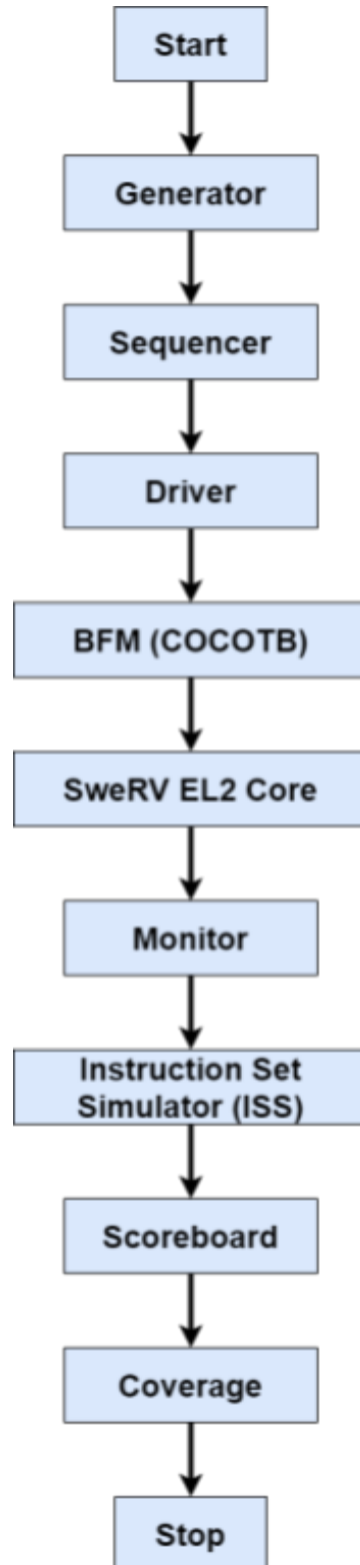 Start
Generator
Sequencer
Driver
BFM (COCOTB)
SweRV EL2 Core
Monitor
Instruction Set
Simulator (ISS)
Scoreboard
Coverage
Stop